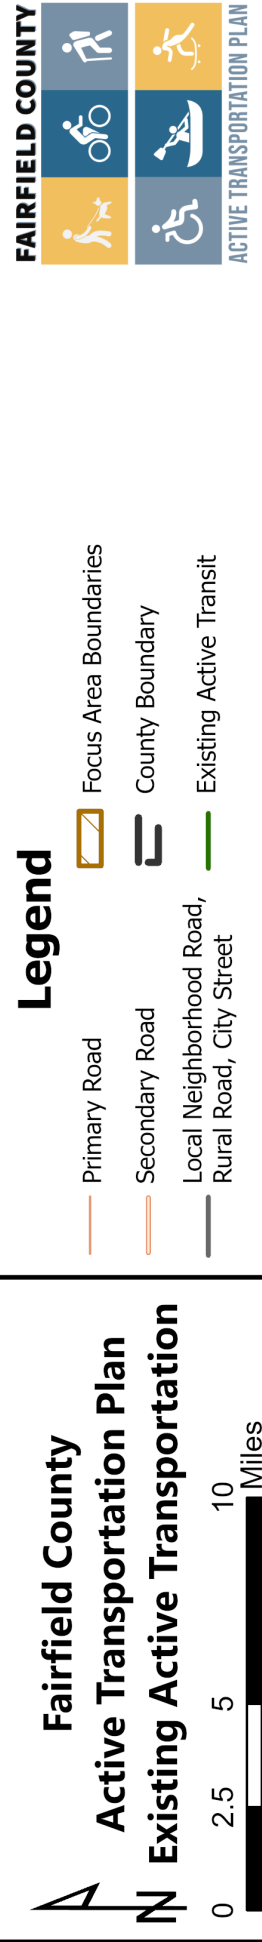 N
Fairfield County
Active Transportation Plan
Existing Active Transportation
0 2.5 5 10
Miles
Legend
Primary Road
Secondary Road
Local Neighborhood Road,
Rural Road, City Street
Focus Area Boundaries
County Boundary
Existing Active Transit
FAIRFIELD COUNTY
ACTIVE TRANSPORTATION PLAN